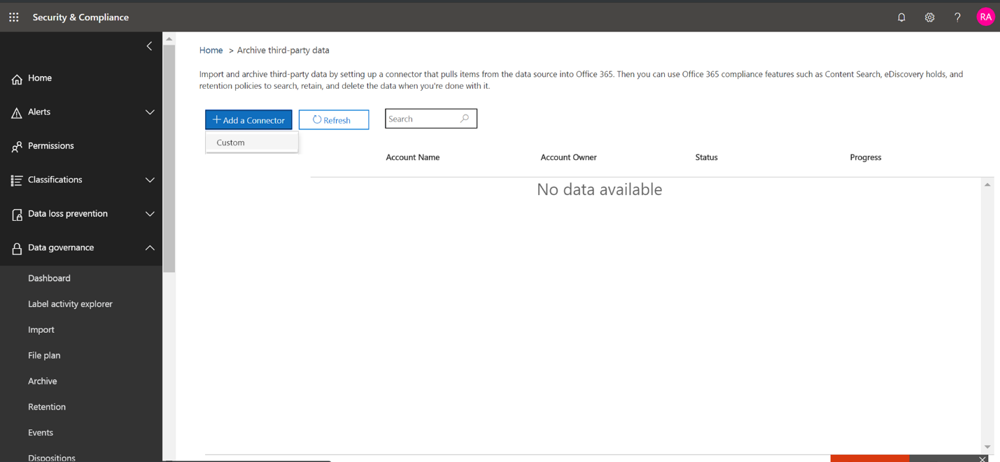 Security & Compliance
?
RA
Home
Alerts
Permissions
Classifications
Data loss prevention
Data governance
Dashboard
Label activity explorer
Import
File plan
Archive
Retention
Events
Dispositions
Home > Archive third-party data
Import and archive third-party data by setting up a connector that pulls items from the data source into Office 365. Then you can use Office 365 compliance features such as Content Search, eDiscovery holds, and
retention policies to search, retain, and delete the data when you're done with it.
+ Add a Connector
Refresh
Search
Custom
Account Name Account Owner Status Progress
No data available